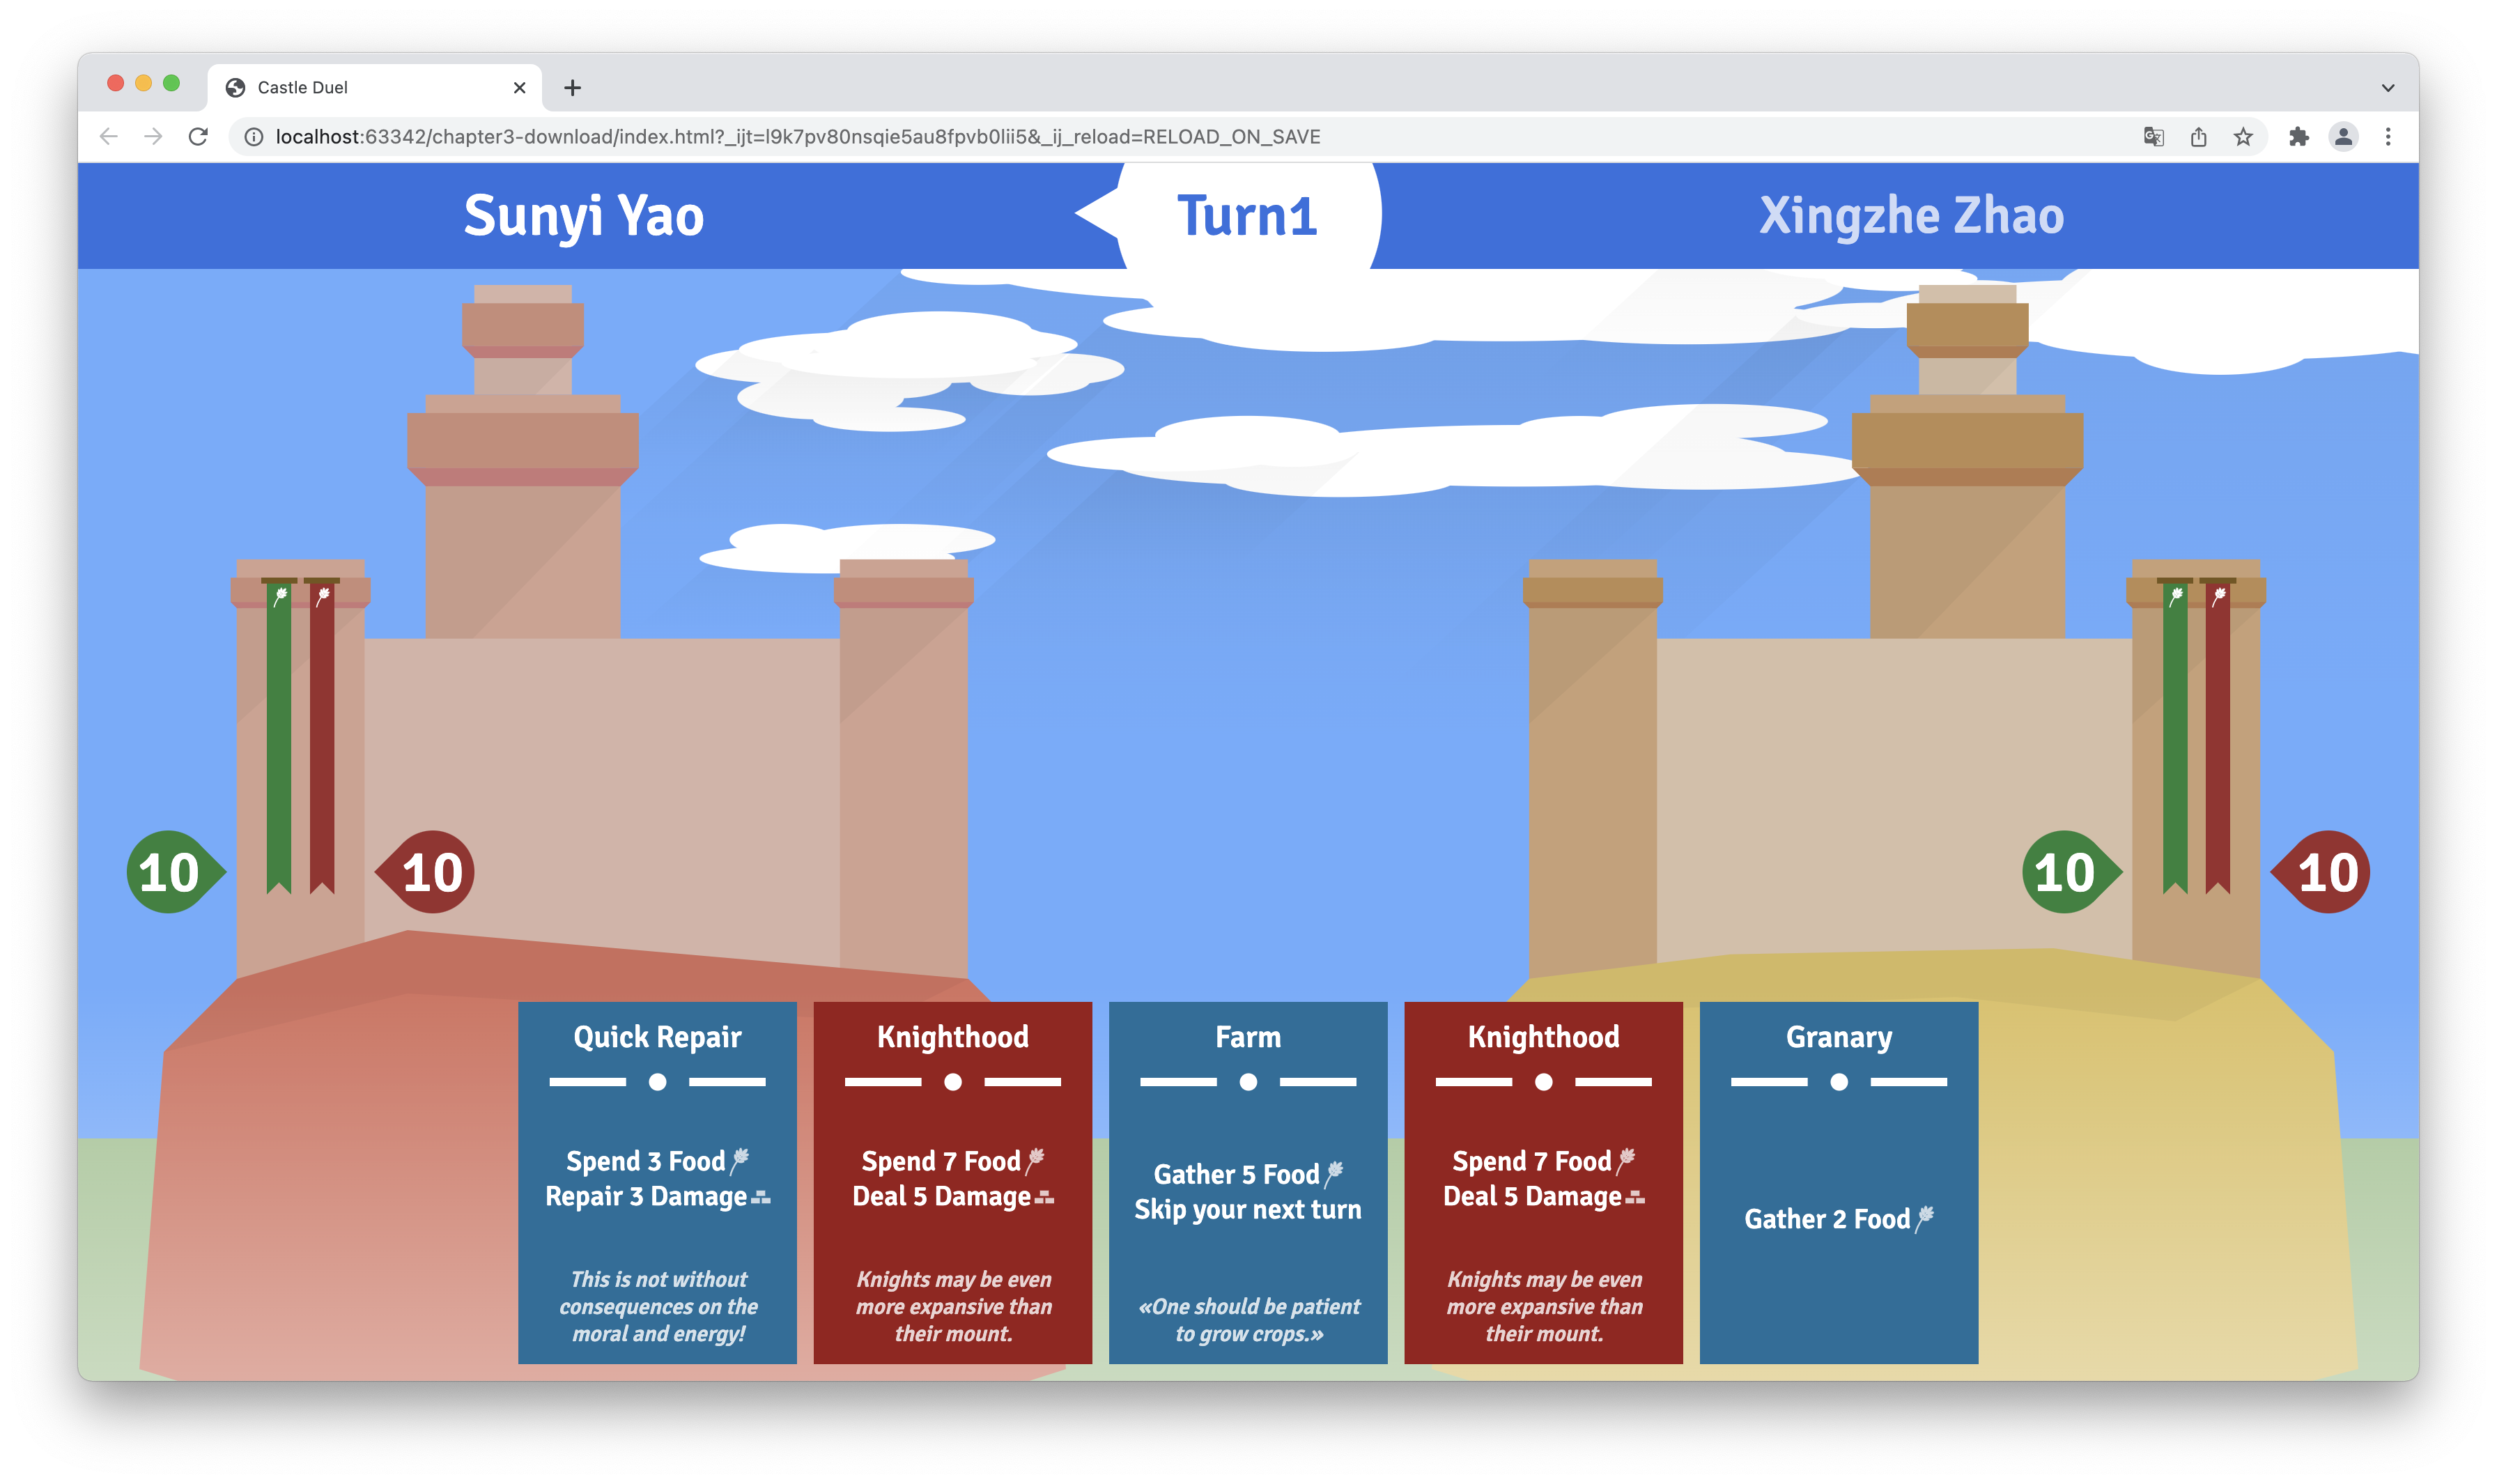 Castle Duel
localhost:63342/chapter3-download/index.html?_ijt=l9k7pv80nsqie5au8fpvb0lii5&_ij_reload=RELOAD_ON_SAVE
Sunyi Yao
Turn1
Xingzhe Zhao
10
10
10
10
Quick Repair
Spend 3 Food
Repair 3 Damage
This is not without
consequences on the
moral and energy!
Knighthood
Spend 7 Food
Deal 5 Damage
Knights may be even
more expansive than
their mount.
Farm
Gather 5 Food
Skip your next turn
«One should be patient
to grow crops.»
Knighthood
Spend 7 Food
Deal 5 Damage
Knights may be even
more expansive than
their mount.
Granary
Gather 2 Food